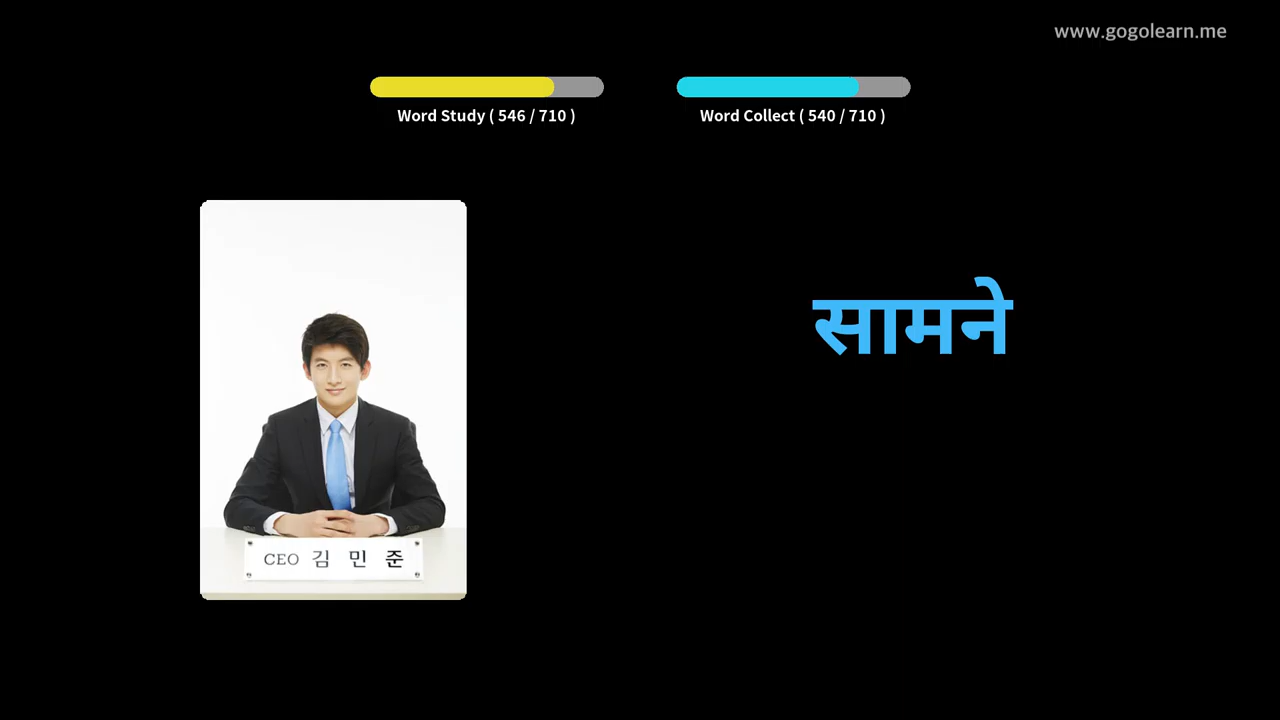 www.gogolearn.me
Word Study ( 546 / 710 )
Word Collect ( 540 / 710 )
सामने
CEO 김 민 준